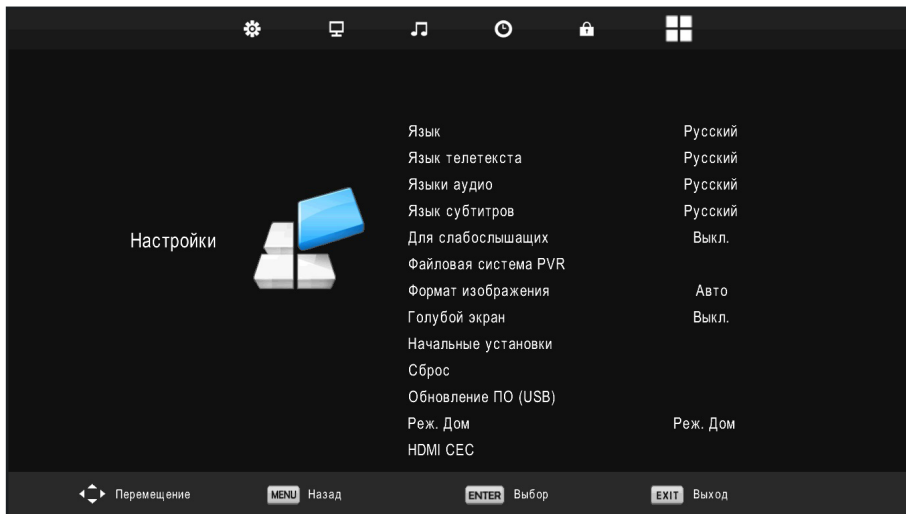 Настройки
Язык Русский
Язык телетекста Русский
Языки аудио Русский
Язык субтитров Русский
Для слабослышащих Выкл.
Файловая система PVR
Формат изображения Авто
Голубой экран Выкл.
Начальные установки
Сброс
Обновление ПО (USB)
Реж. Дом Реж. Дом
HDMI CEC
Перемещение MENU Назад ENTER Выбор EXIT Выход